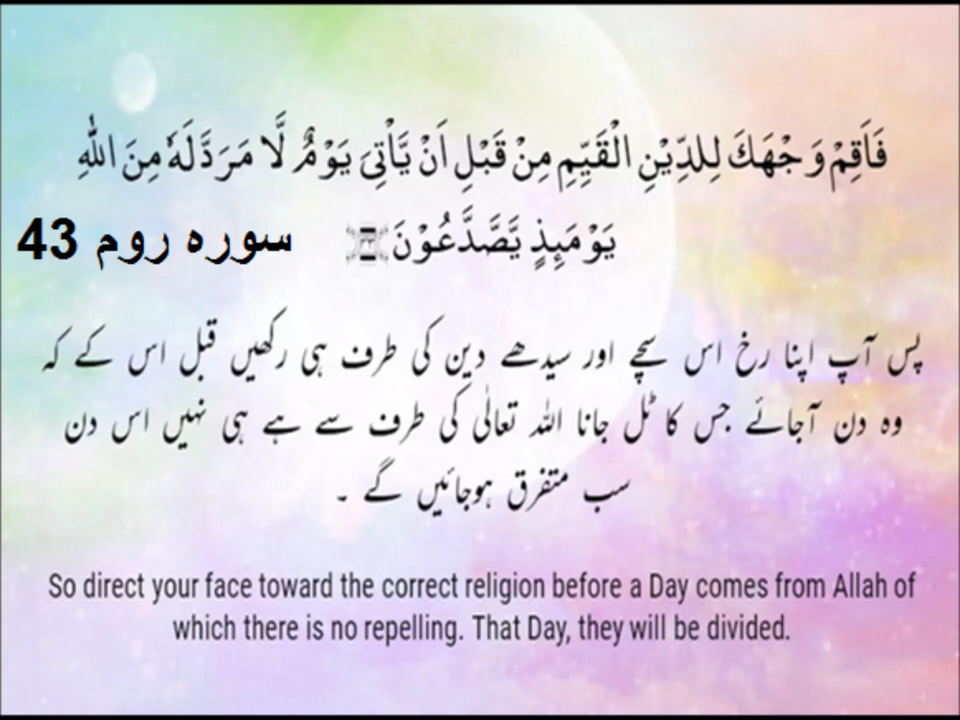 فَاَقِمْ وَجْهَكَ لِلدِّيْنِ الْقَيِّمِ مِنْ قَبْلِ اَنْ يَّاْتِىَ يَوْمٌ لَّا مَرَدَّ لَهٗ مِنَ اللّٰهِ
يَوْمَىِٕذٍ يَّصَّدَّعُوْنَ سوره روم 43
پس آپ اپنا رخ اس سچے اور سیدھے دین کی طرف ہی رکھیں قبل اس کے کہ
وہ دن آجائے جس کا ٹل جانا اللہ تعالٰی کی طرف سے ہے ہی نہیں اس دن
سب متفرق ہوجائیں گے ۔
So direct your face toward the correct religion before a Day comes from Allah of
which there is no repelling. That Day, they will be divided.